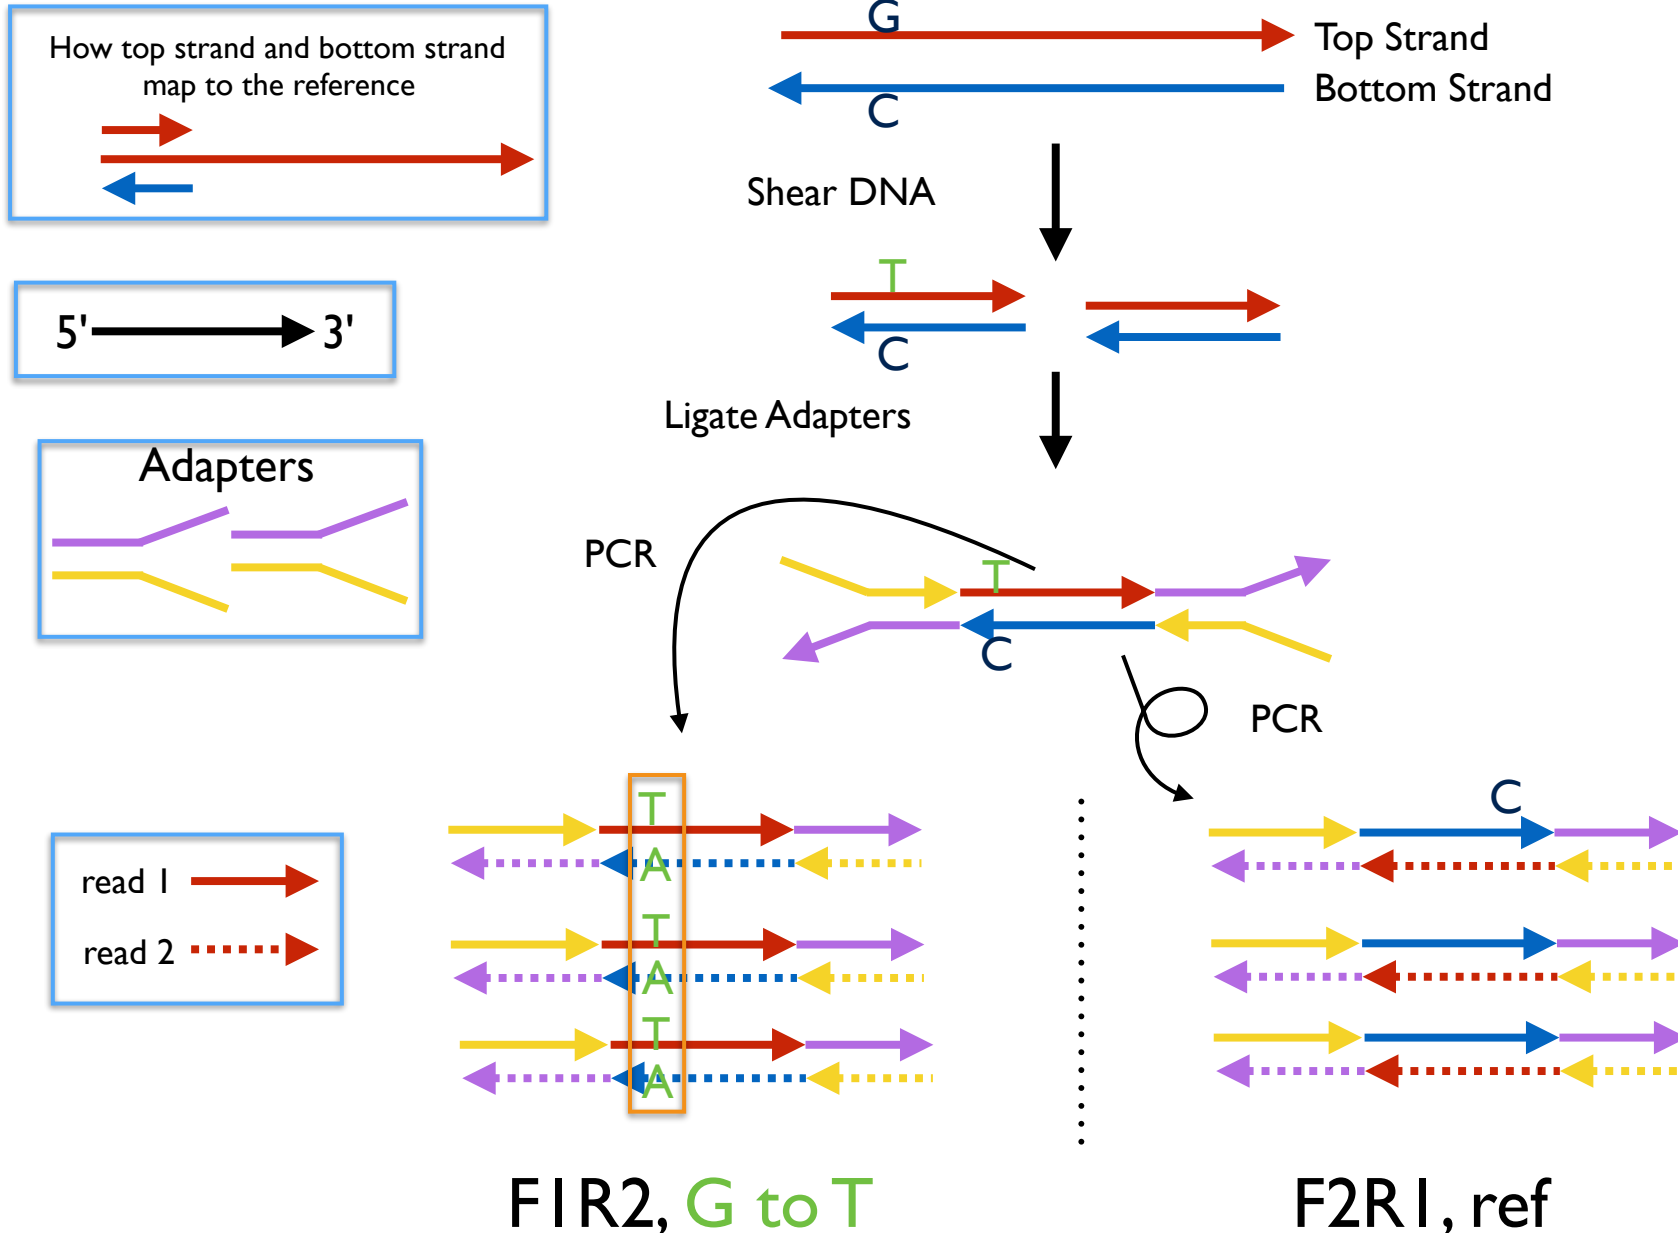 How top strand and bottom strand
map to the reference
G
Top Strand
Bottom Strand
C
Shear DNA
T
C
5' 3'
Ligate Adapters
Adapters
PCR
T
C
PCR
T
A
T
A
T
A
C
read 1
read 2
F1R2, G to T
F2R1, ref